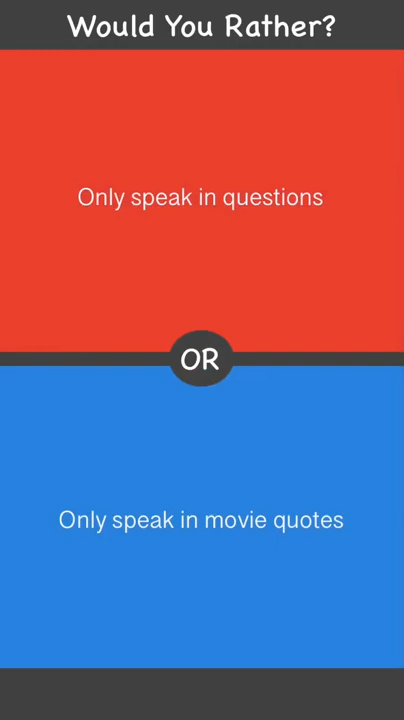 Would You Rather?
Only speak in questions
OR
Only speak in movie quotes